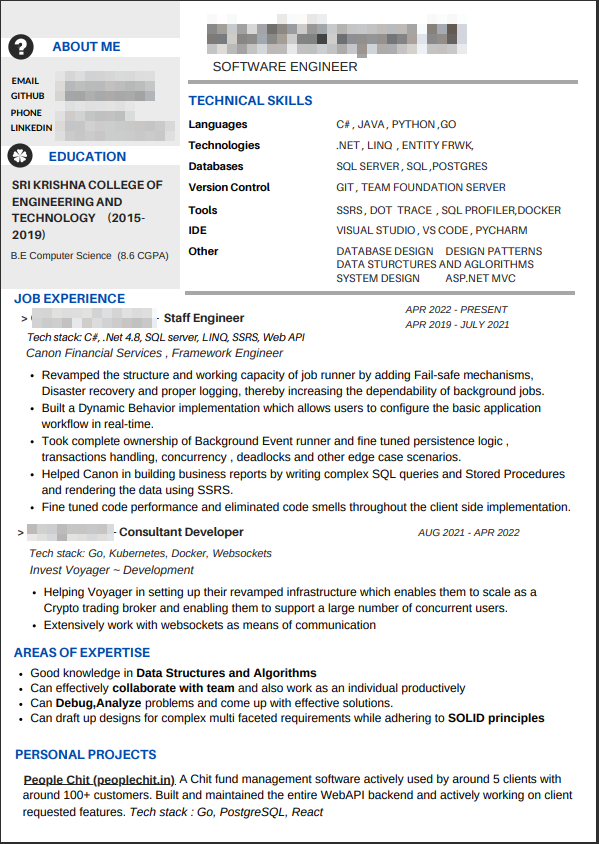 SOFTWARE ENGINEER
ABOUT ME
EMAIL
GITHUB
PHONE
LINKEDIN
EDUCATION
SRI KRISHNA COLLEGE OF
ENGINEERING AND
TECHNOLOGY (2015-
2019)
B.E Computer Science (8.6 CGPA)
TECHNICAL SKILLS
Languages C# , JAVA , PYTHON ,GO
Technologies .NET , LINQ , ENTITY FRWK,
Databases SQL SERVER , SQL ,POSTGRES
Version Control GIT , TEAM FOUNDATION SERVER
Tools SSRS , DOT TRACE , SQL PROFILER,DOCKER
IDE VISUAL STUDIO , VS CODE , PYCHARM
Other DATABASE DESIGN DESIGN PATTERNS
DATA STURCTURES AND AGLORITHMS
SYSTEM DESIGN ASP.NET MVC
JOB EXPERIENCE
> - Staff Engineer APR 2022 - PRESENT
APR 2019 - JULY 2021
Tech stack: C#, .Net 4.8, SQL server, LINQ, SSRS, Web API
Canon Financial Services , Framework Engineer
• Revamped the structure and working capacity of job runner by adding Fail-safe mechanisms,
Disaster recovery and proper logging, thereby increasing the dependability of background jobs.
• Built a Dynamic Behavior implementation which allows users to configure the basic application
workflow in real-time.
• Took complete ownership of Background Event runner and fine tuned persistence logic ,
transactions handling, concurrency , deadlocks and other edge case scenarios.
• Helped Canon in building business reports by writing complex SQL queries and Stored Procedures
and rendering the data using SSRS.
• Fine tuned code performance and eliminated code smells throughout the client side implementation.
> - Consultant Developer AUG 2021 - APR 2022
Tech stack: Go, Kubernetes, Docker, Websockets
Invest Voyager ~ Development
• Helping Voyager in setting up their revamped infrastructure which enables them to scale as a
Crypto trading broker and enabling them to support a large number of concurrent users.
• Extensively work with websockets as means of communication
AREAS OF EXPERTISE
• Good knowledge in Data Structures and Algorithms
• Can effectively collaborate with team and also work as an individual productively
• Can Debug,Analyze problems and come up with effective solutions.
• Can draft up designs for complex multi faceted requirements while adhering to SOLID principles
PERSONAL PROJECTS
People Chit (peoplechit.in) A Chit fund management software actively used by around 5 clients with
around 100+ customers. Built and maintained the entire WebAPI backend and actively working on client
requested features. Tech stack : Go, PostgreSQL, React